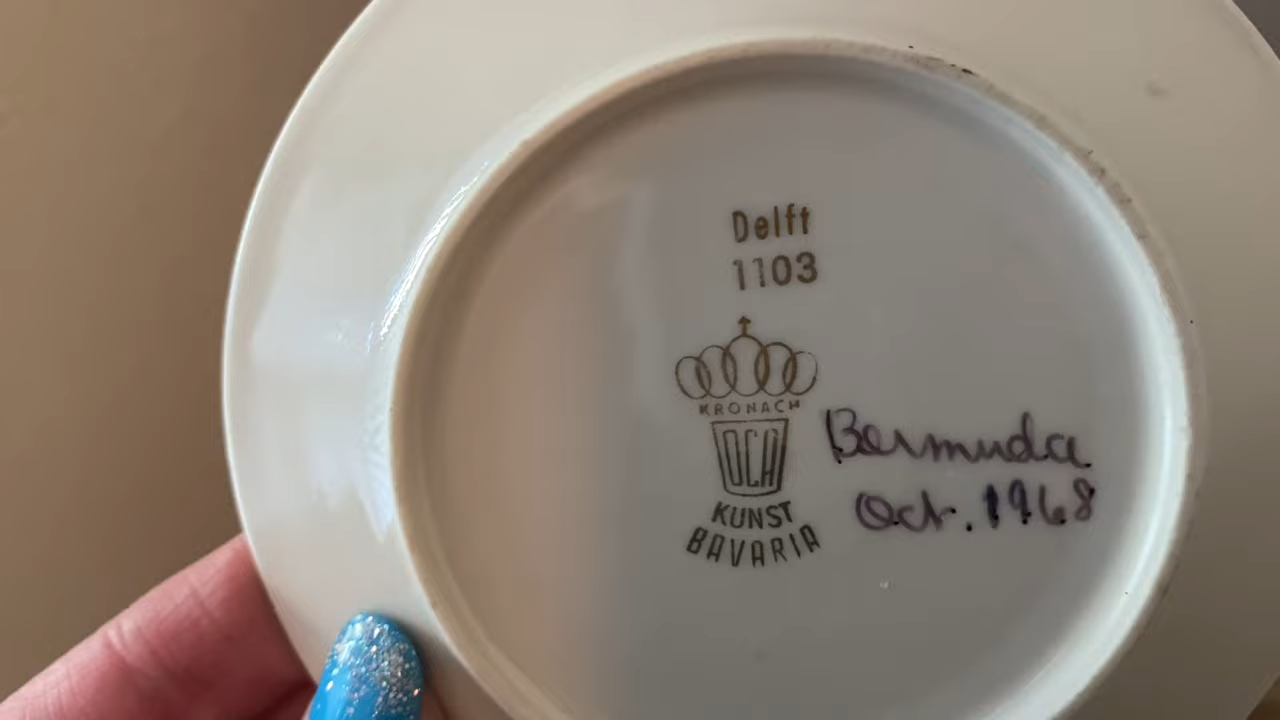 Delft
1103
KRONACH
OCA
KUNST
BAVARIA
Bermuda
Oct. 1968